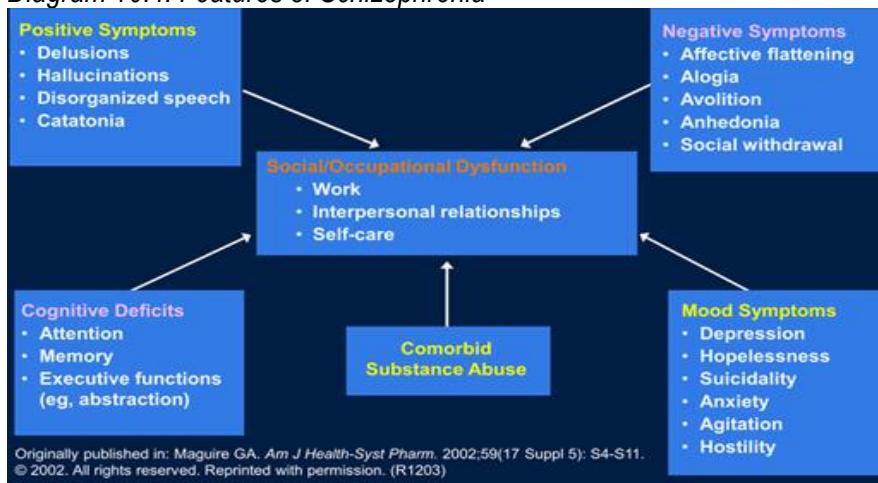 Positive Symptoms
• Delusions
• Hallucinations
• Disorganized speech
• Catatonia
Negative Symptoms
• Affective flattening
• Alogia
• Avolition
• Anhedonia
• Social withdrawal
Social/Occupational Dysfunction
• Work
• Interpersonal relationships
• Self-care
Cognitive Deficits
• Attention
• Memory
• Executive functions
(eg, abstraction)
Comorbid
Substance Abuse
Mood Symptoms
• Depression
• Hopelessness
• Suicidality
• Anxiety
• Agitation
• Hostility
Originally published in: Maguire GA. Am J Health-Syst Pharm. 2002;59(17 Suppl 5): S4-S11.
© 2002. All rights reserved. Reprinted with permission. (R1203)